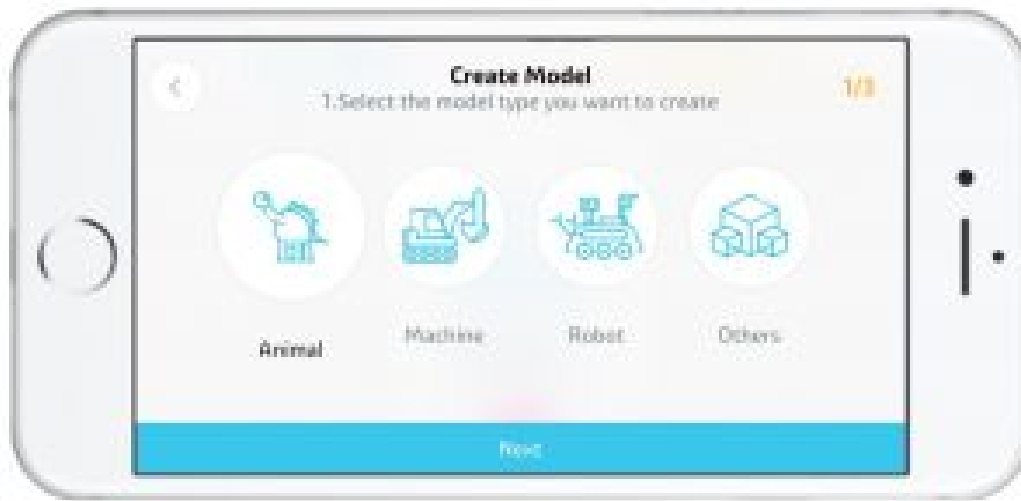 Create Model
1.Select the model type you want to create
1/3
Animal
Machine
Robot
Others
Next